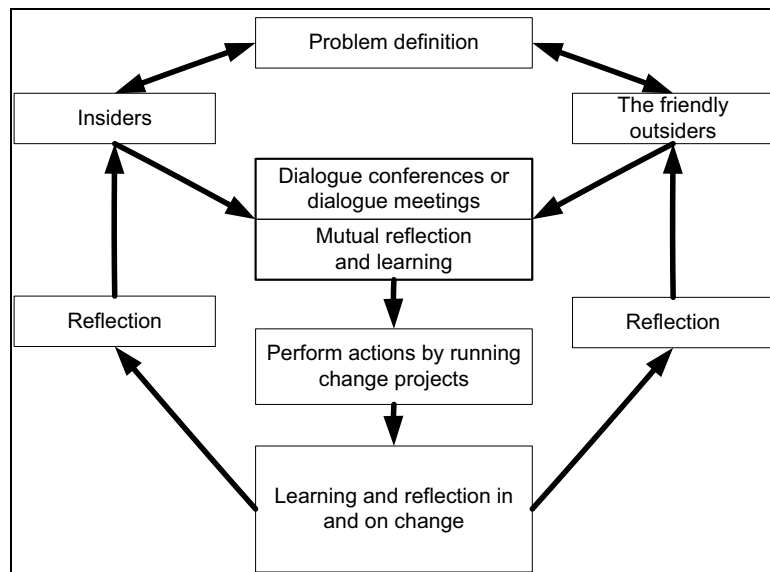 Problem definition
Insiders
The friendly
outsiders
Dialogue conferences or
dialogue meetings
Mutual reflection
and learning
Reflection
Reflection
Perform actions by running
change projects
Learning and reflection in
and on change